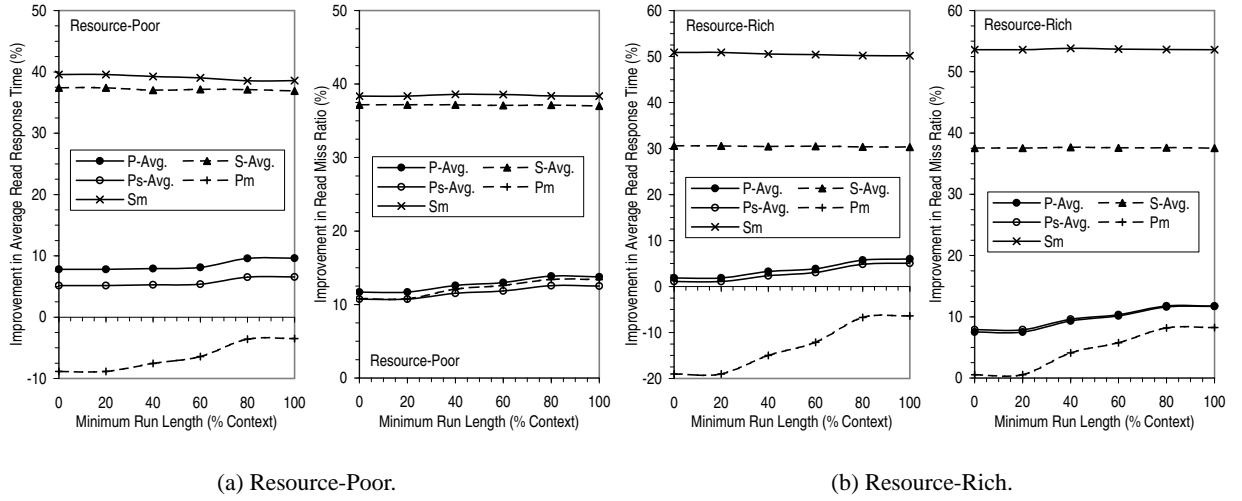 Improvement in Average Read Response Time (%)
50
40
30
20
10
0
-10
Resource-Poor
P-Avg.
S-Avg.
Ps-Avg.
Pm
Sm
0 20 40 60 80 100
Minimum Run Length (% Context)
Improvement in Read Miss Ratio (%)
50
40
30
20
10
0
P-Avg.
S-Avg.
Ps-Avg.
Pm
Sm
Resource-Poor
0 20 40 60 80 100
Minimum Run Length (% Context)
(a) Resource-Poor.
Improvement in Average Read Response Time (%)
60
50
40
30
20
10
0
-10
-20
Resource-Rich
P-Avg.
S-Avg.
Ps-Avg.
Pm
Sm
0 20 40 60 80 100
Minimum Run Length (% Context)
Improvement in Read Miss Ratio (%)
60
50
40
30
20
10
0
Resource-Rich
P-Avg.
S-Avg.
Ps-Avg.
Pm
Sm
0 20 40 60 80 100
Minimum Run Length (% Context)
(b) Resource-Rich.